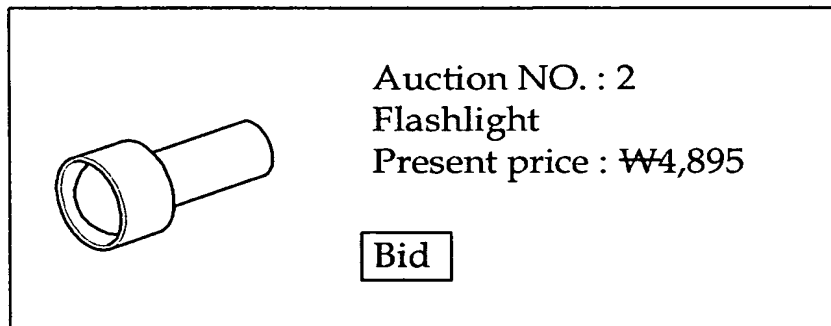 Auction NO. : 2
Flashlight
Present price : ₩4,895
Bid